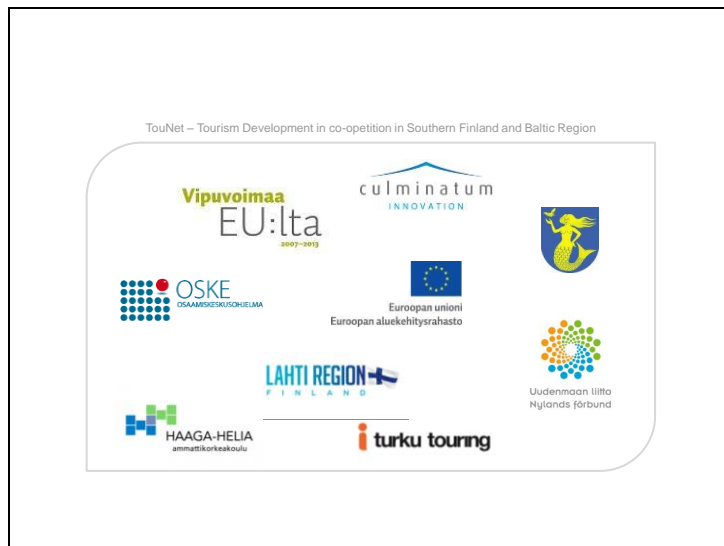 TouNet – Tourism Development in co-opetition in Southern Finland and Baltic Region
culminatum
INNOVATION
Vipuvoimaa
EU:lta
2007–2013
OSKE
OSAAMISKESKUSOHJELMA
Euroopan unioni
Euroopan aluekehitysrahasto
LAHTI REGION
FINLAND
Uudenmaan liitto
Nylands förbund
HAAGA-HELIA
ammattikorkeakoulu
turku touring